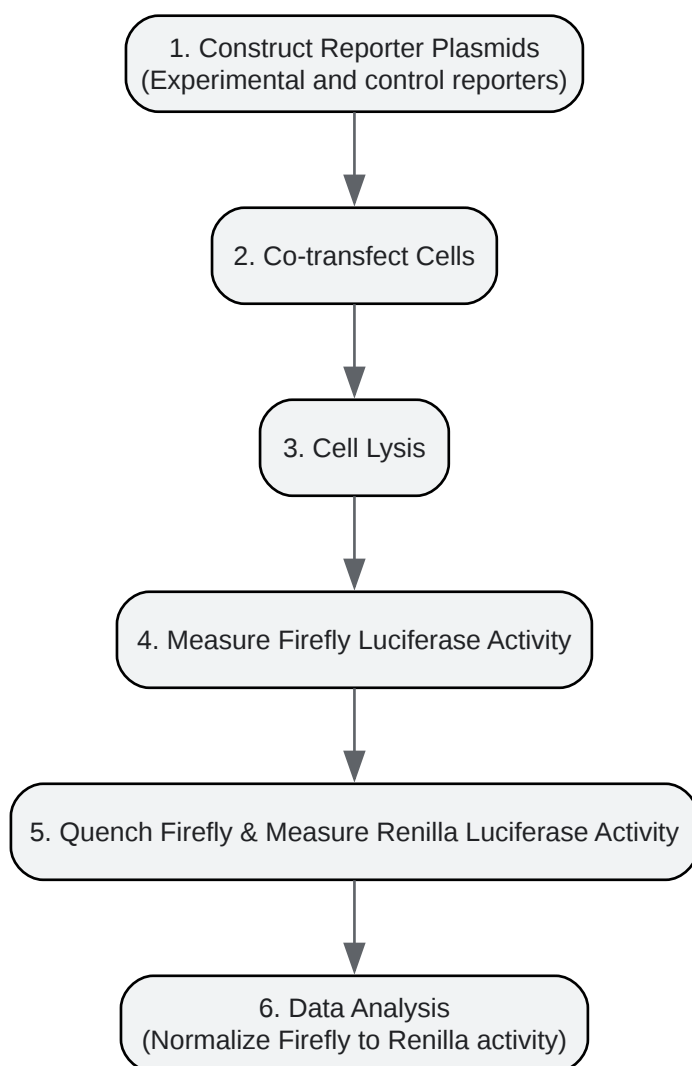 1. Construct Reporter Plasmids
(Experimental and control reporters)
2. Co-transfect Cells
3. Cell Lysis
4. Measure Firefly Luciferase Activity
5. Quench Firefly & Measure Renilla Luciferase Activity
6. Data Analysis
(Normalize Firefly to Renilla activity)